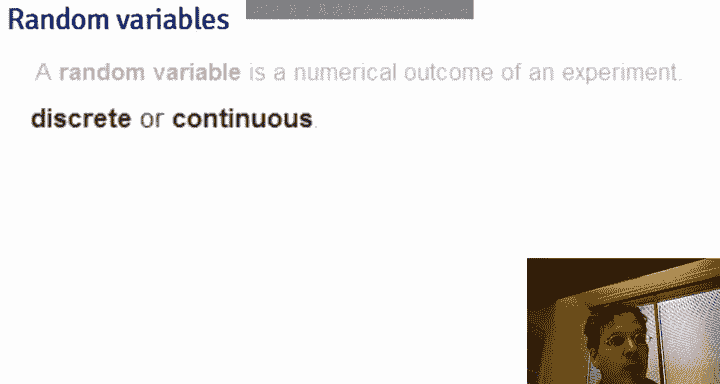 Random variables
A random variable is a numerical outcome of an experiment.
discrete or continuous.